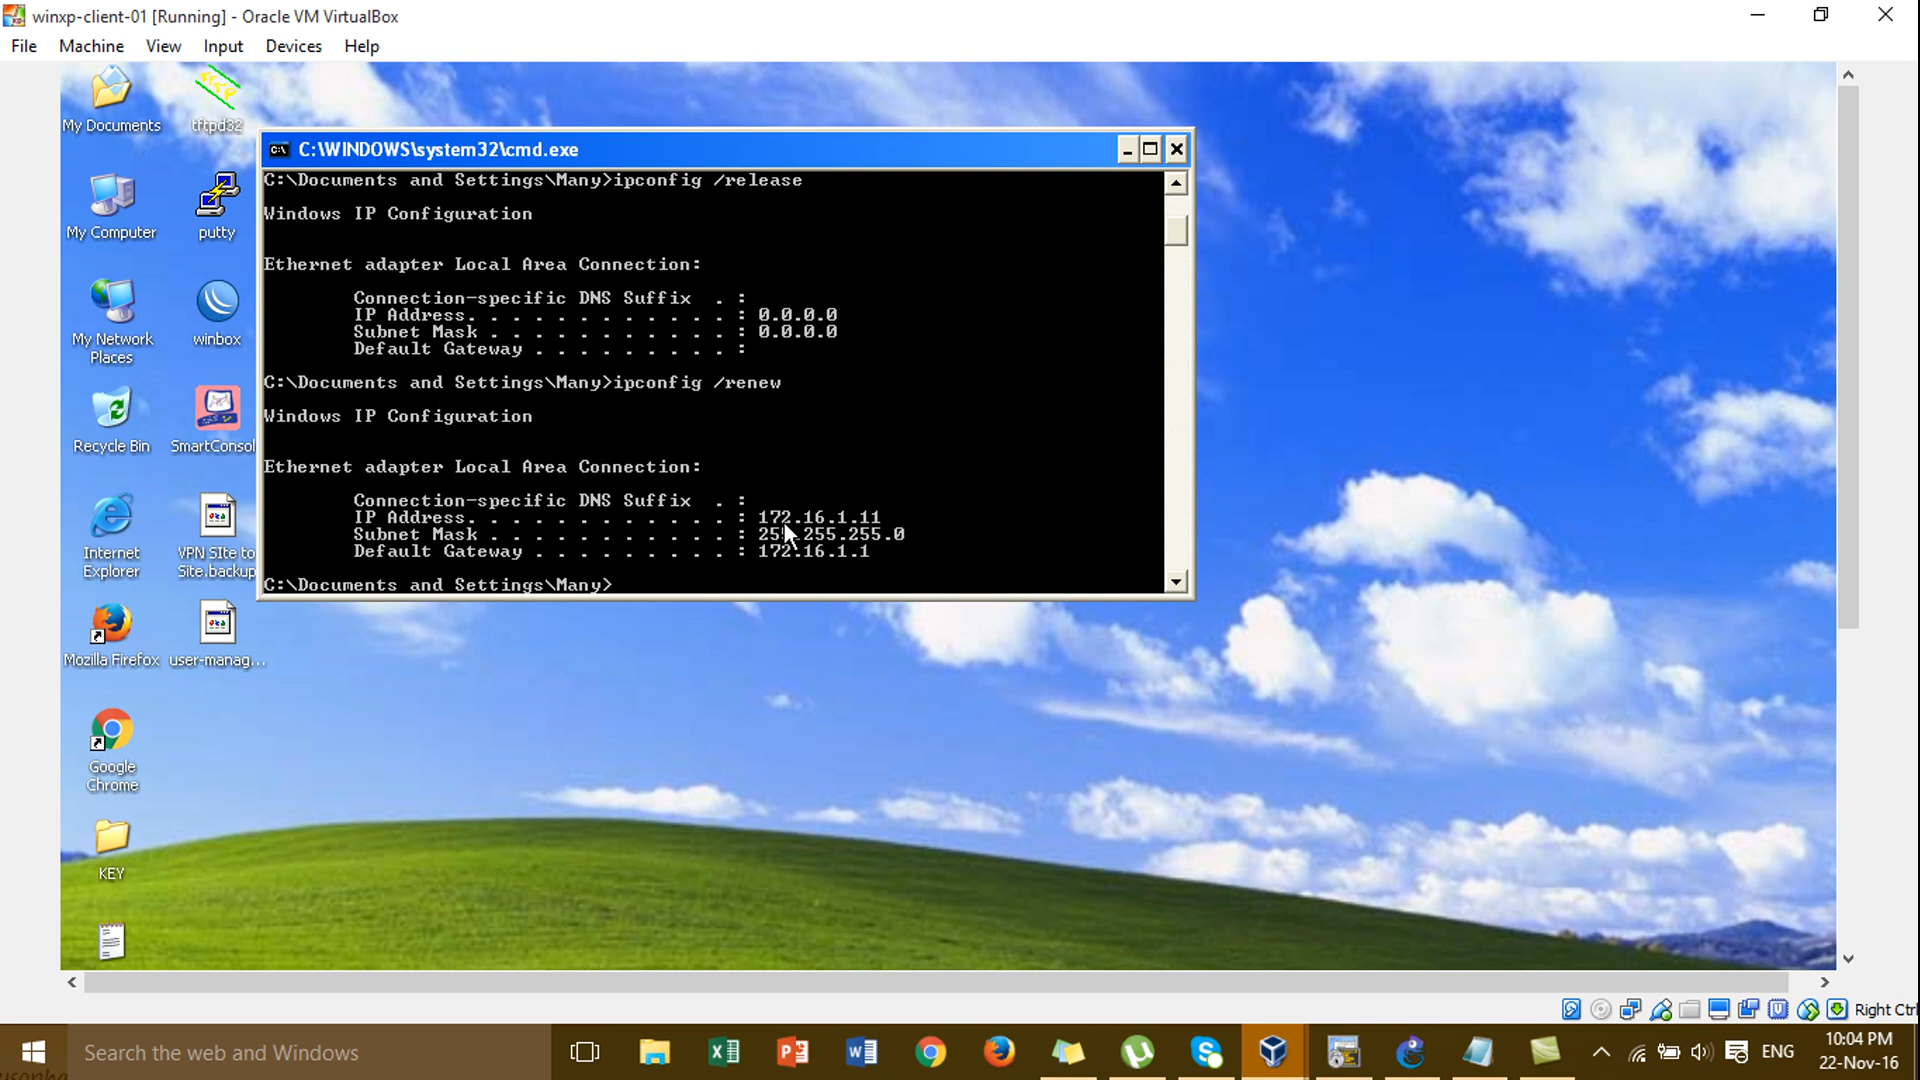 winxp-client-01 [Running] - Oracle VM VirtualBox
File Machine View Input Devices Help
My Documents
tftpd32
My Computer
putty
My Network
Places
winbox
Recycle Bin
SmartConsol
Internet
Explorer
VPN SIte to
Site.backup
Mozilla Firefox
user-manag...
Google
Chrome
KEY
C:\WINDOWS\system32\cmd.exe
C:\Documents and Settings\Many>ipconfig /release
Windows IP Configuration
Ethernet adapter Local Area Connection:
Connection-specific DNS Suffix . :
IP Address. . . . . . . . . . . . : 0.0.0.0
Subnet Mask . . . . . . . . . . . : 0.0.0.0
Default Gateway . . . . . . . . . :
C:\Documents and Settings\Many>ipconfig /renew
Windows IP Configuration
Ethernet adapter Local Area Connection:
Connection-specific DNS Suffix . :
IP Address. . . . . . . . . . . . : 172.16.1.11
Subnet Mask . . . . . . . . . . . : 255.255.255.0
Default Gateway . . . . . . . . . : 172.16.1.1
C:\Documents and Settings\Many>
Right Ctrl
Search the web and Windows
ENG
10:04 PM
22-Nov-16